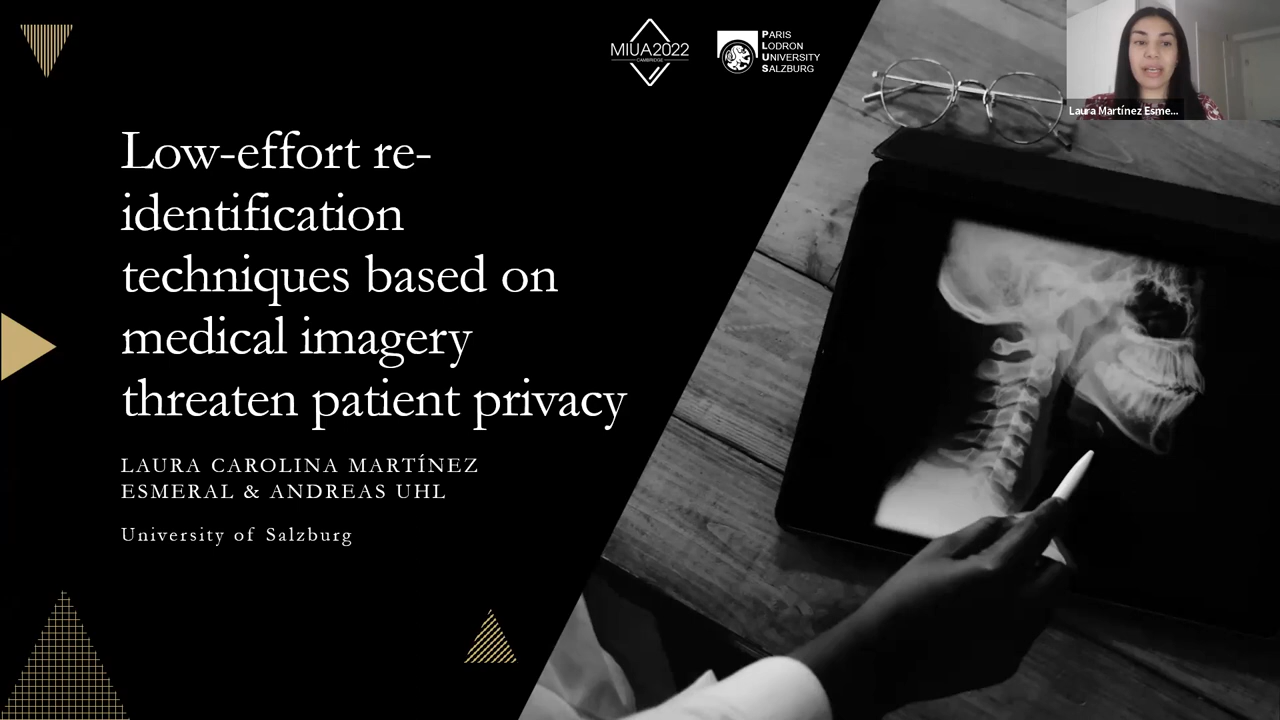 MIUA2022
CAMBRIDGE
PARIS
LODRON
UNIVERSITY
SALZBURG
Laura Martínez Esme...
Low-effort re-
identification
techniques based on
medical imagery
threaten patient privacy
LAURA CAROLINA MARTÍNEZ
ESMERAL & ANDREAS UHL
University of Salzburg